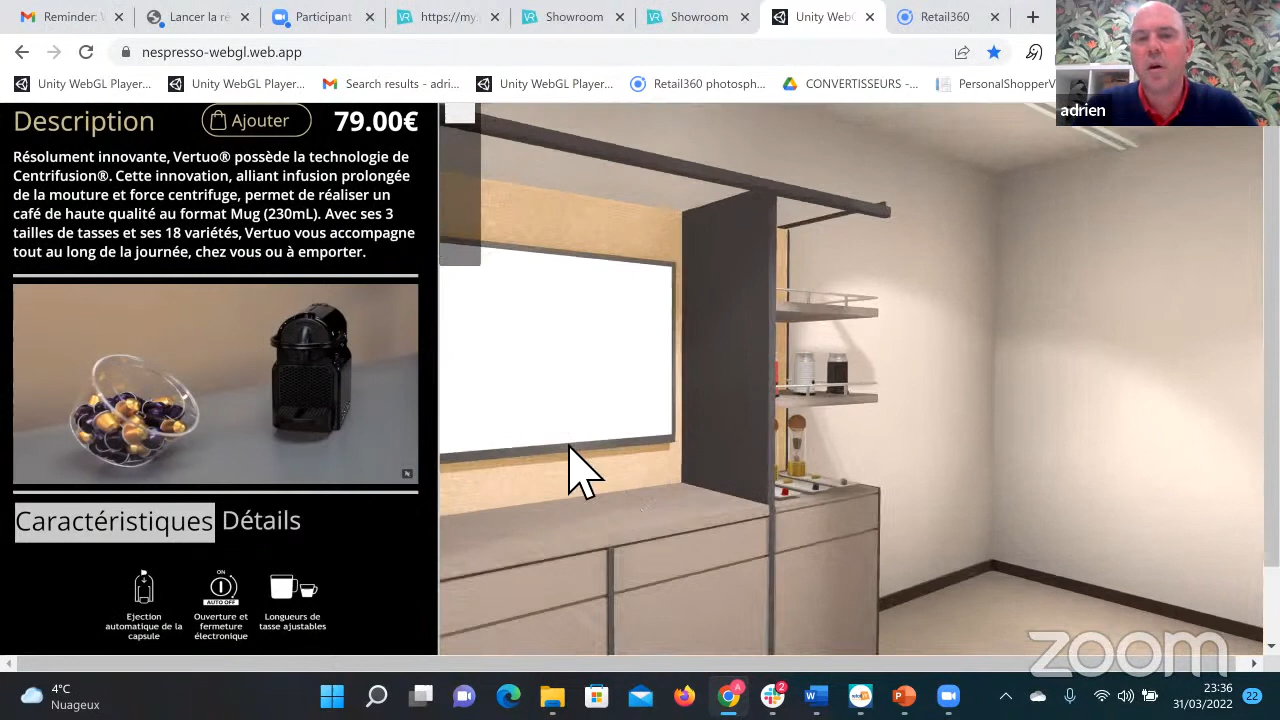 Reminder:
Lancer la ré
Participant
https://my.
Showroom
Showroom
Unity WebG
Retail360
nespresso-webgl.web.app
Unity WebGL Player...
Unity WebGL Player...
Search results - adri...
Unity WebGL Player...
Retail360 photosph...
CONVERTISSEURS -...
PersonalShopperV
adrien
Description
Ajouter
79.00€
Résolument innovante, Vertuo® possède la technologie de
Centrifusion®. Cette innovation, alliant infusion prolongée
de la mouture et force centrifuge, permet de réaliser un
café de haute qualité au format Mug (230mL). Avec ses 3
tailles de tasses et ses 18 variétés, Vertuo vous accompagne
tout au long de la journée, chez vous ou à emporter.
Caractéristiques
Détails
ON
AUTO OFF
Ejection
automatique de la
capsule
Ouverture et
fermeture
électronique
Longueurs de
tasse ajustables
zoom
4°C
Nuageux
A
2
W
P
23:36
31/03/2022
22